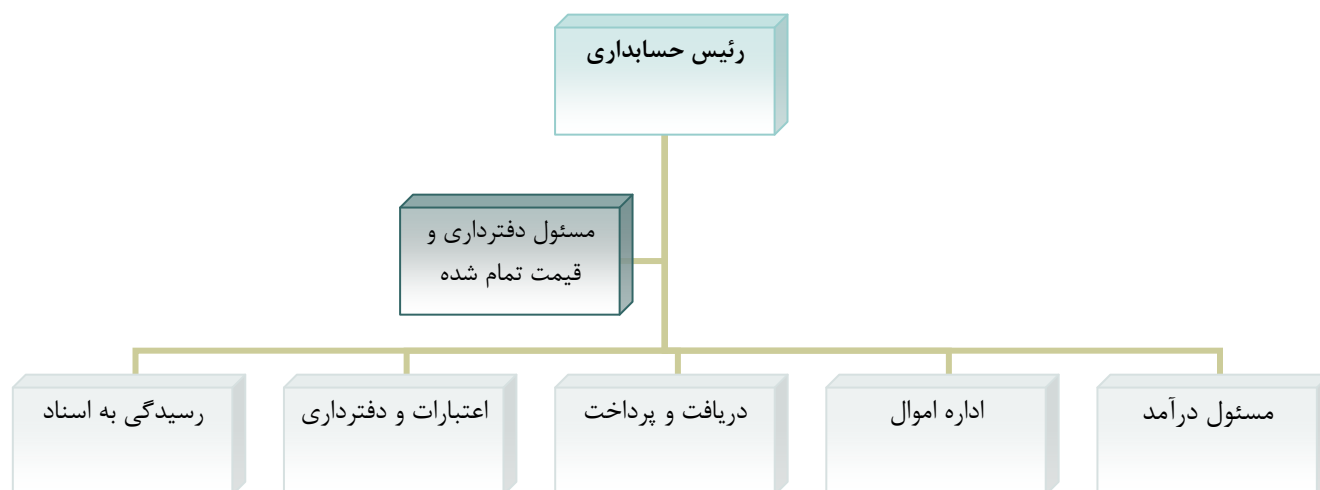 رئیس حسابداری
مسئول دفترداری و
قیمت تمام شده
مسئول درآمد
اداره اموال
دریافت و پرداخت
اعتبارات و دفترداری
رسیدگی به اسناد